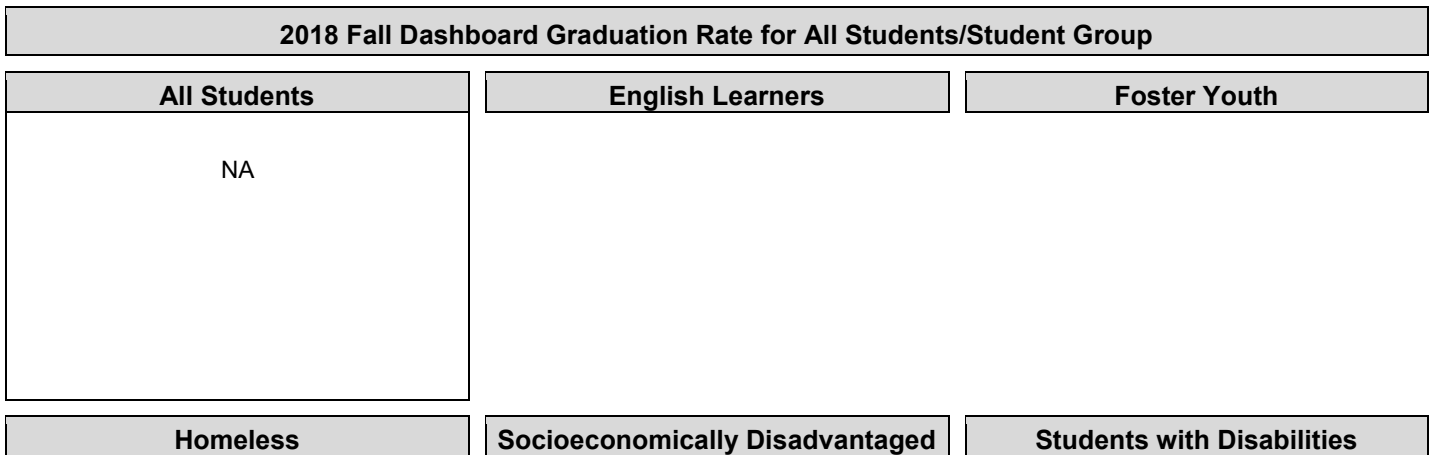 2018 Fall Dashboard Graduation Rate for All Students/Student Group
All Students
English Learners
Foster Youth
NA
Homeless
Socioeconomically Disadvantaged
Students with Disabilities